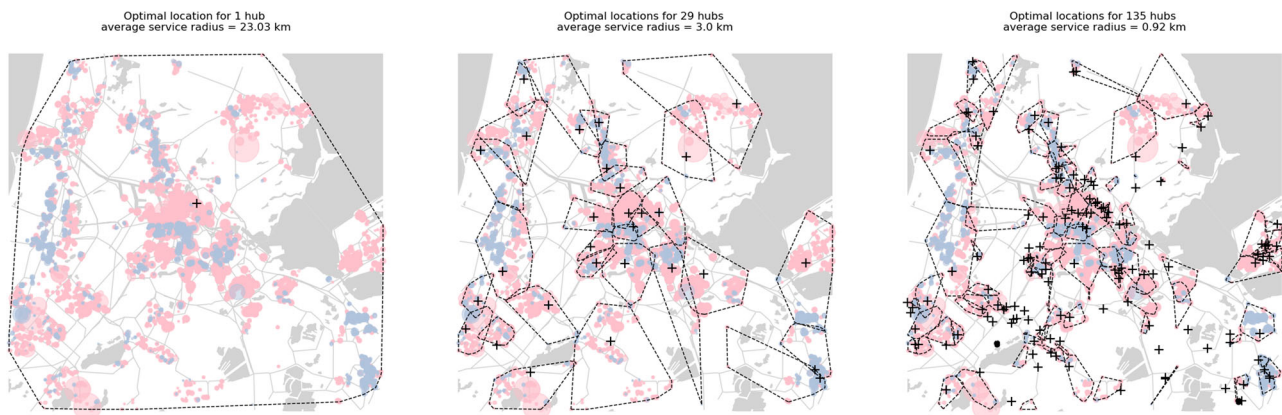 Optimal location for 1 hub
average service radius = 23.03 km
Optimal locations for 29 hubs
average service radius = 3.0 km
Optimal locations for 135 hubs
average service radius = 0.92 km